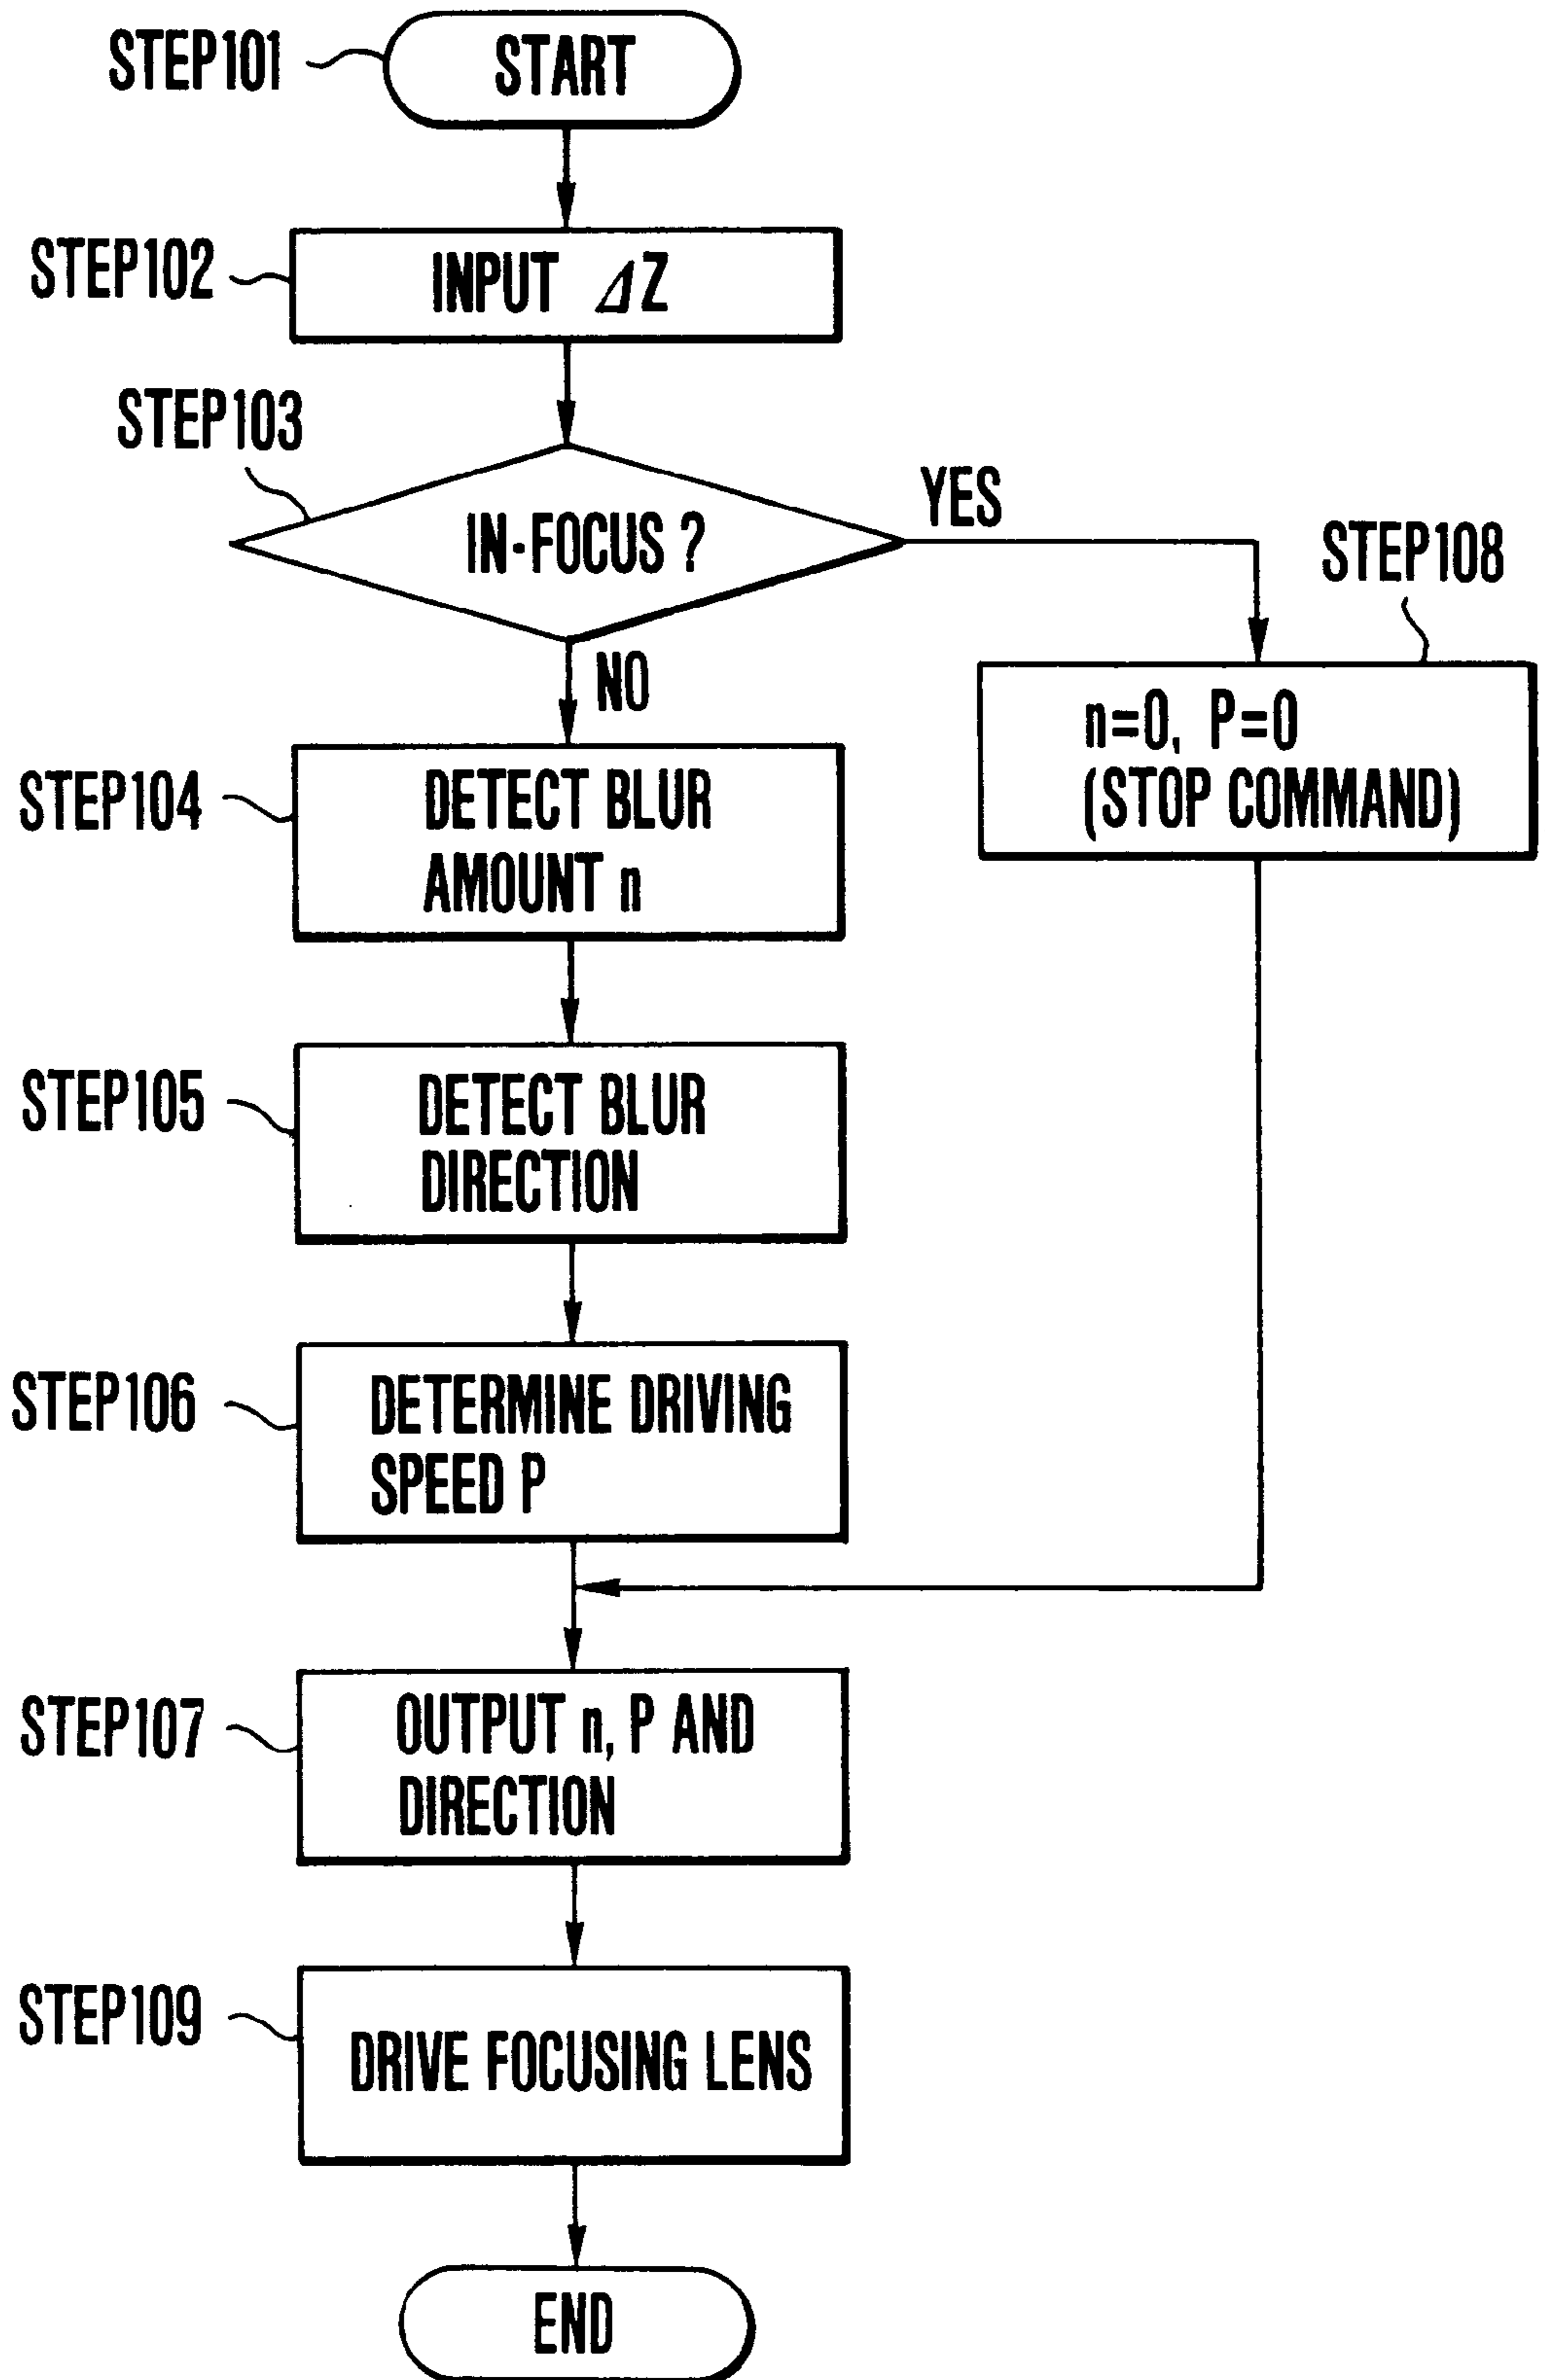 STEP101
START
STEP102
INPUT ΔZ
STEP103
IN-FOCUS ?
YES
NO
STEP108
n=0, P=0
(STOP COMMAND)
STEP104
DETECT BLUR
AMOUNT n
STEP105
DETECT BLUR
DIRECTION
STEP106
DETERMINE DRIVING
SPEED P
STEP107
OUTPUT n, P AND
DIRECTION
STEP109
DRIVE FOCUSING LENS
END